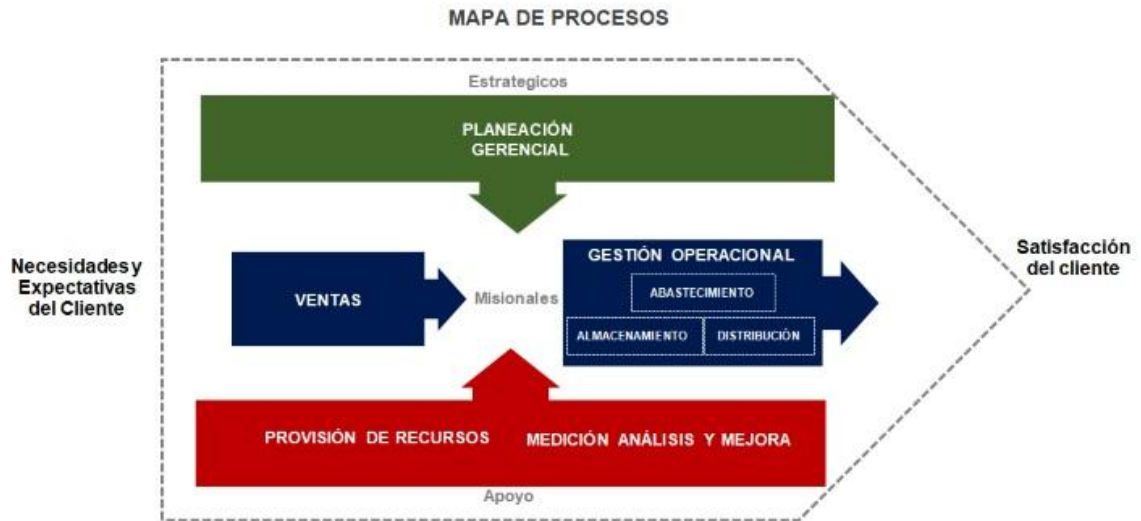 MAPA DE PROCESOS
Estrategicos
PLANEACIÓN
GERENCIAL
Necesidades y
Expectativas
del Cliente
VENTAS
Misionales
GESTIÓN OPERACIONAL
ABASTECIMIENTO
ALMACENAMIENTO
DISTRIBUCIÓN
Satisfacción
del cliente
PROVISIÓN DE RECURSOS
MEDICIÓN ANÁLISIS Y MEJORA
Apoyo